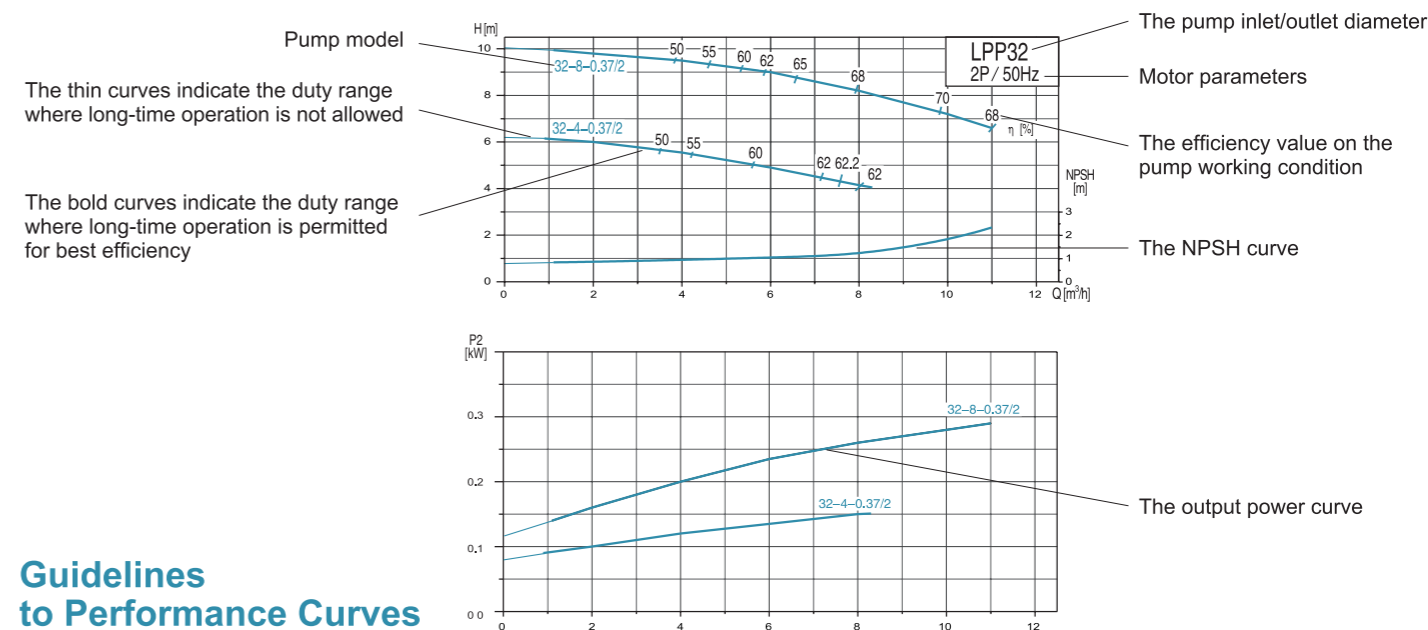 Pump model
The thin curves indicate the duty range
where long-time operation is not allowed
The bold curves indicate the duty range
where long-time operation is permitted
for best efficiency
H [m]
10
8
6
4
2
0
32–8–0.37/2
50
55
60
62
65
68
70
68
η [%]
32–4–0.37/2
50
55
60
62
62.2
62
LPP32
2P / 50Hz
NPSH
[m]
3
2
1
0
0
2
4
6
8
10
12
Q [m³/h]
The pump inlet/outlet diameter
Motor parameters
The efficiency value on the
pump working condition
The NPSH curve
P2
[kW]
0.3
0.2
0.1
0 0
32–8–0.37/2
32–4–0.37/2
0
2
4
6
8
10
12
The output power curve
Guidelines
to Performance Curves